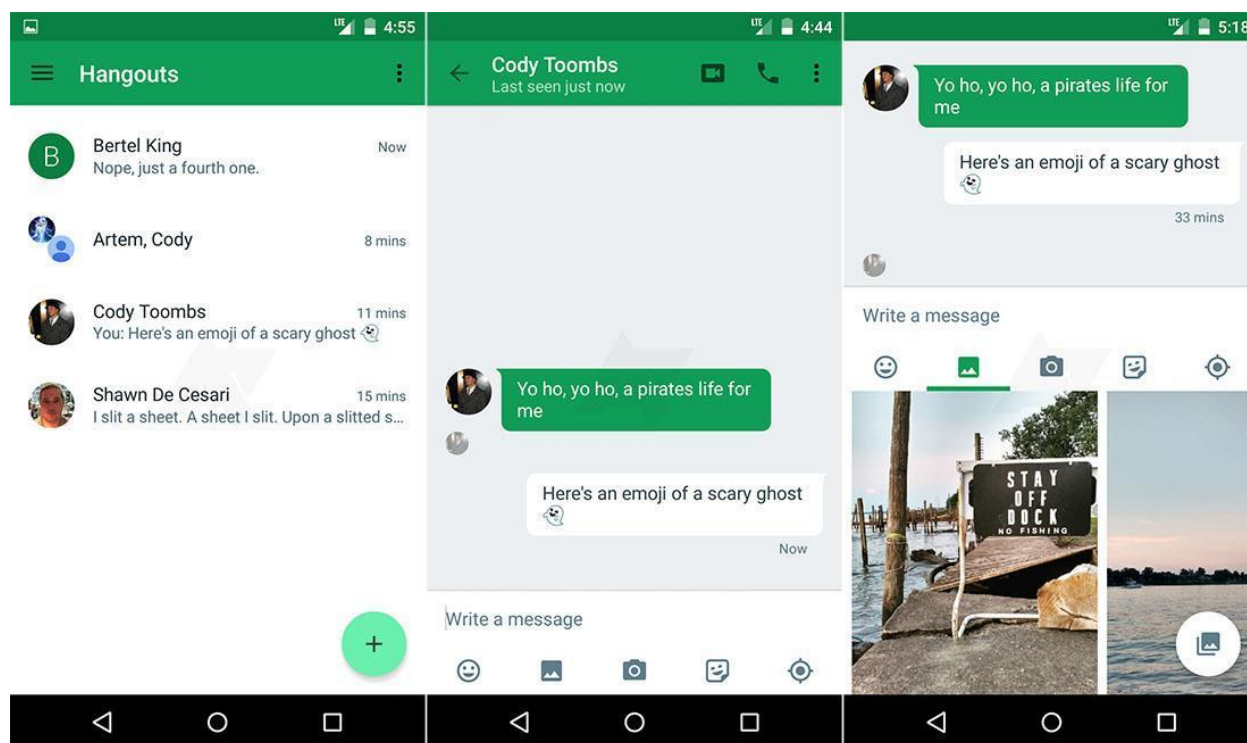 LTE 4:55
Hangouts
B
Bertel King
Now
Nope, just a fourth one.
Artem, Cody
8 mins
Cody Toombs
11 mins
You: Here's an emoji of a scary ghost
Shawn De Cesari
15 mins
I slit a sheet. A sheet I slit. Upon a slitted s...
+
LTE 4:44
Cody Toombs
Last seen just now
Yo ho, yo ho, a pirates life for
me
Here's an emoji of a scary ghost
Now
Write a message
LTE 5:18
Yo ho, yo ho, a pirates life for
me
Here's an emoji of a scary ghost
33 mins
Write a message
STAY
OFF
DOCK
NO FISHING